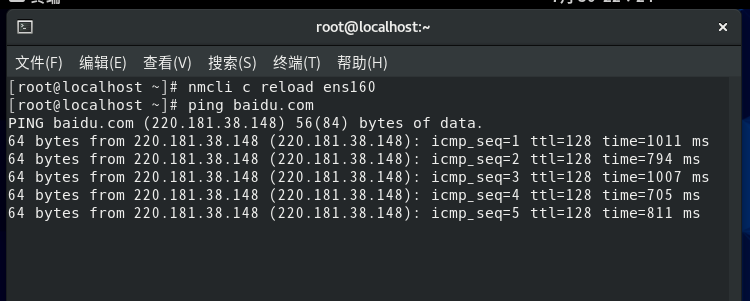 root@localhost:~
文件(F) 编辑(E) 查看(V) 搜索(S) 终端(T) 帮助(H)
[root@localhost ~]# nmcli c reload ens160
[root@localhost ~]# ping baidu.com
PING baidu.com (220.181.38.148) 56(84) bytes of data.
64 bytes from 220.181.38.148 (220.181.38.148): icmp_seq=1 ttl=128 time=1011 ms
64 bytes from 220.181.38.148 (220.181.38.148): icmp_seq=2 ttl=128 time=794 ms
64 bytes from 220.181.38.148 (220.181.38.148): icmp_seq=3 ttl=128 time=1007 ms
64 bytes from 220.181.38.148 (220.181.38.148): icmp_seq=4 ttl=128 time=705 ms
64 bytes from 220.181.38.148 (220.181.38.148): icmp_seq=5 ttl=128 time=811 ms